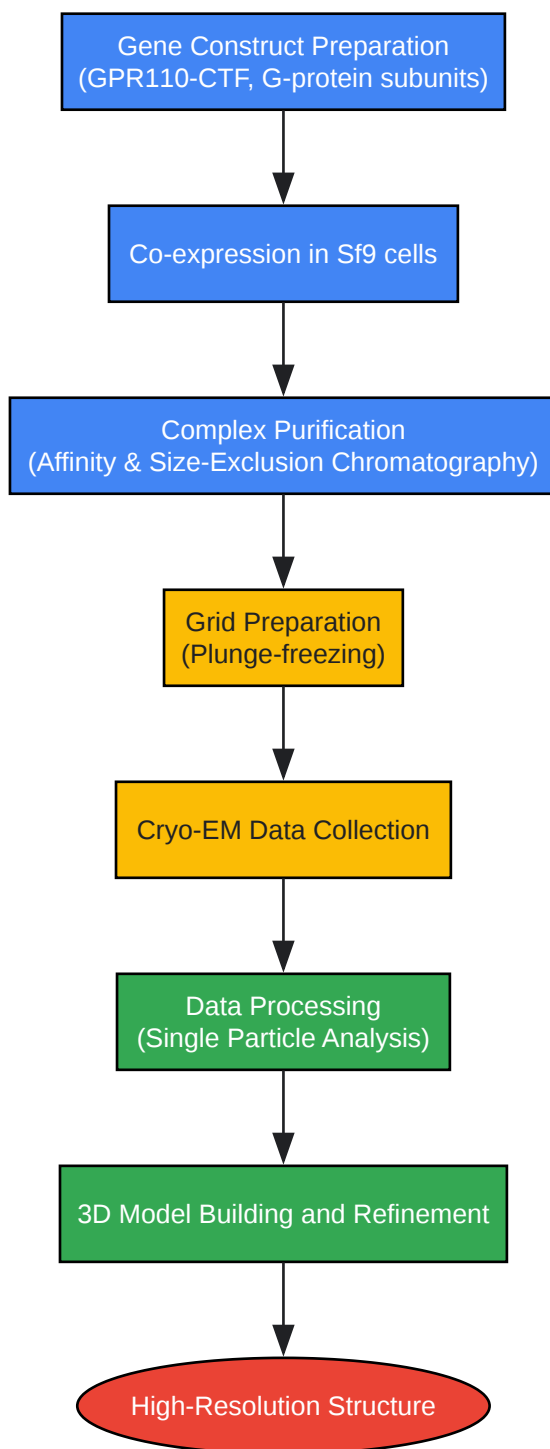 Gene Construct Preparation
(GPR110-CTF, G-protein subunits)
Co-expression in Sf9 cells
Complex Purification
(Affinity & Size-Exclusion Chromatography)
Grid Preparation
(Plunge-freezing)
Cryo-EM Data Collection
Data Processing
(Single Particle Analysis)
3D Model Building and Refinement
High-Resolution Structure